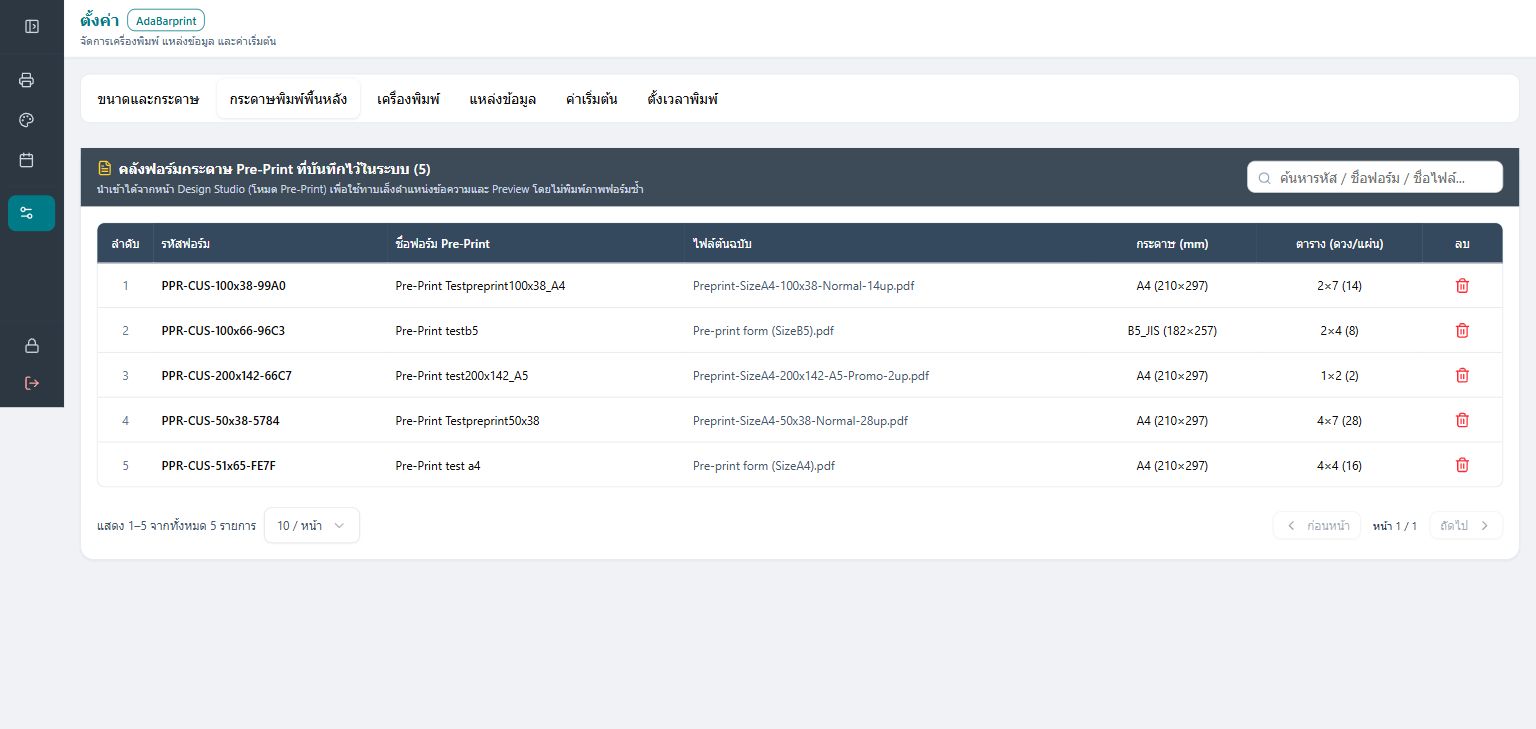 ตั้งค่า AdaBarprint
จัดการเครื่องพิมพ์ แหล่งข้อมูล และค่าเริ่มต้น
ขนาดและกระดาษ กระดาษพิมพ์พื้นหลัง เครื่องพิมพ์ แหล่งข้อมูล ค่าเริ่มต้น ตั้งเวลาพิมพ์
คลังฟอร์มกระดาษ Pre-Print ที่บันทึกไว้ในระบบ (5)
นำเข้าได้จากหน้า Design Studio (โหมด Pre-Print) เพื่อใช้ทาบเล็งตำแหน่งข้อความและ Preview โดยไม่พิมพ์ภาพฟอร์มซ้ำ
ค้นหารหัส / ชื่อฟอร์ม / ชื่อไฟล์...
ลำดับ รหัสฟอร์ม ชื่อฟอร์ม Pre-Print ไฟล์ต้นฉบับ กระดาษ (mm) ตาราง (ดวง/แผ่น) ลบ
1 PPR-CUS-100x38-99A0 Pre-Print Testpreprint100x38_A4 Preprint-SizeA4-100x38-Normal-14up.pdf A4 (210×297) 2×7 (14)
2 PPR-CUS-100x66-96C3 Pre-Print testb5 Pre-print form (SizeB5).pdf B5_JIS (182×257) 2×4 (8)
3 PPR-CUS-200x142-66C7 Pre-Print test200x142_A5 Preprint-SizeA4-200x142-A5-Promo-2up.pdf A4 (210×297) 1×2 (2)
4 PPR-CUS-50x38-5784 Pre-Print Testpreprint50x38 Preprint-SizeA4-50x38-Normal-28up.pdf A4 (210×297) 4×7 (28)
5 PPR-CUS-51x65-FE7F Pre-Print test a4 Pre-print form (SizeA4).pdf A4 (210×297) 4×4 (16)
แสดง 1–5 จากทั้งหมด 5 รายการ 10 / หน้า ก่อนหน้า หน้า 1 / 1 ถัดไป